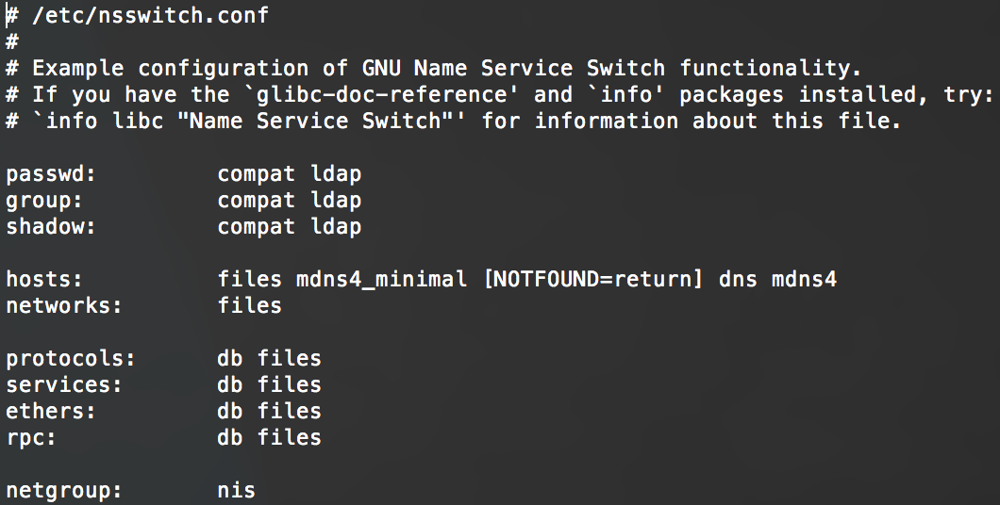 # /etc/nsswitch.conf
#
# Example configuration of GNU Name Service Switch functionality.
# If you have the `glibc-doc-reference' and `info' packages installed, try:
# `info libc "Name Service Switch"' for information about this file.

passwd:         compat ldap
group:          compat ldap
shadow:         compat ldap

hosts:          files mdns4_minimal [NOTFOUND=return] dns mdns4
networks:       files

protocols:      db files
services:       db files
ethers:         db files
rpc:            db files

netgroup:       nis